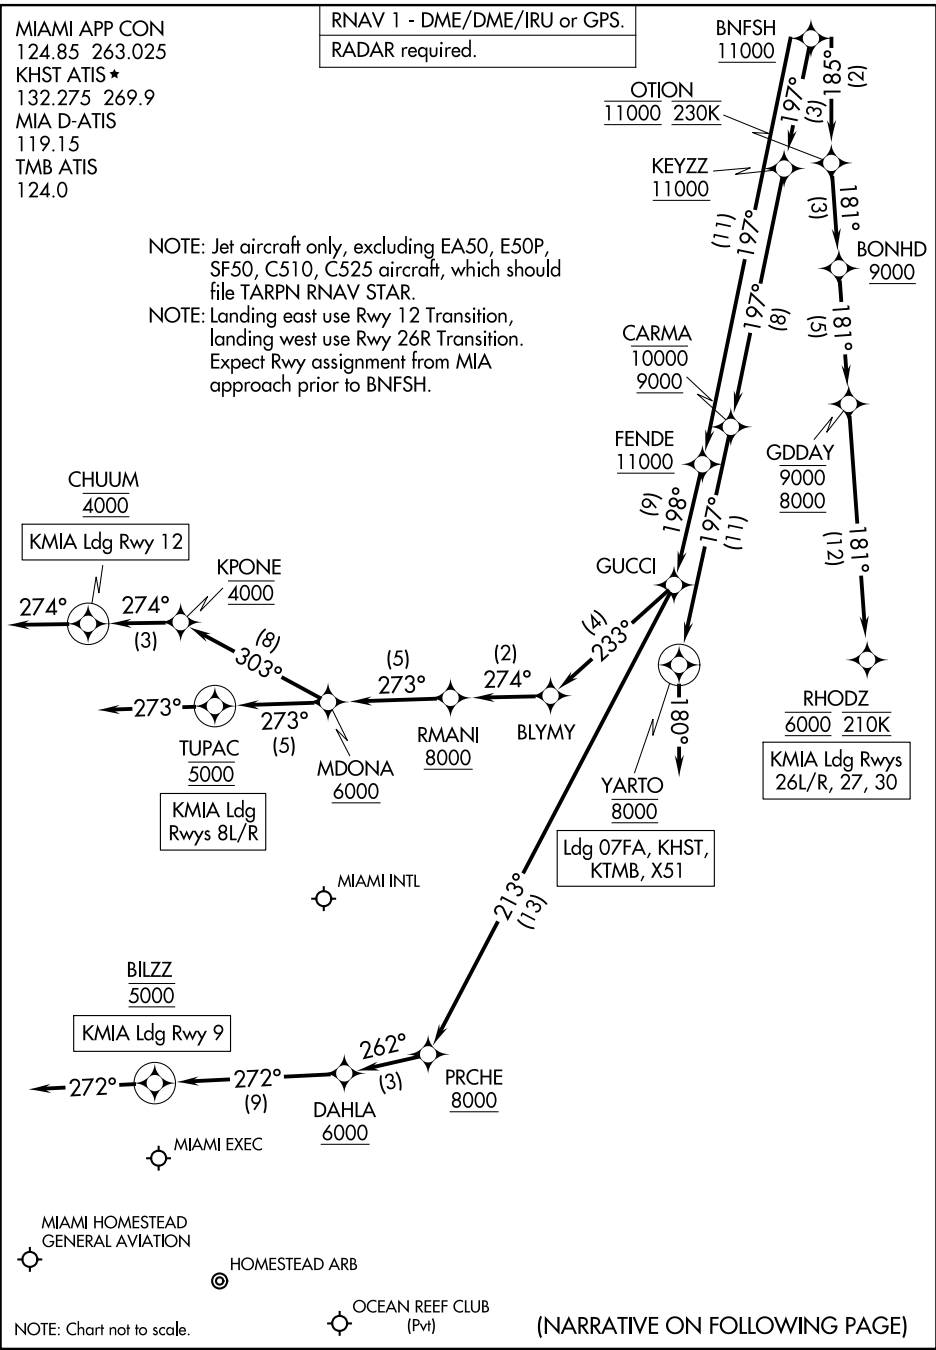 MIAMI APP CON
124.85 263.025
KHST ATIS ★
132.275 269.9
MIA D-ATIS
119.15
TMB ATIS
124.0
RNAV 1 - DME/DME/IRU or GPS.
RADAR required.
BNFSH
11000
197°
(3)
185°
(2)
OTION
11000 230K
KEYZZ
11000
181°
(3)
BONHD
9000
197°
(11)
197°
(8)
181°
(5)
NOTE: Jet aircraft only, excluding EA50, E50P,
SF50, C510, C525 aircraft, which should
file TARPN RNAV STAR.
NOTE: Landing east use Rwy 12 Transition,
landing west use Rwy 26R Transition.
Expect Rwy assignment from MIA
approach prior to BNFSH.
CARMA
10000
9000
FENDE
11000
GDDAY
9000
8000
198°
(9)
197°
(11)
181°
(12)
CHUUM
4000
KMIA Ldg Rwy 12
KPONE
4000
GUCCI
274°
274°
(3)
303°
(8)
273°
(5)
274°
(2)
233°
(4)
273°
273°
(5)
TUPAC
5000
KMIA Ldg
Rwys 8L/R
MDONA
6000
RMANI
8000
BLYMY
180°
YARTO
8000
Ldg 07FA, KHST,
KTMB, X51
RHODZ
6000 210K
KMIA Ldg Rwys
26L/R, 27, 30
MIAMI INTL
213°
(13)
BILZZ
5000
KMIA Ldg Rwy 9
272°
272°
(9)
262°
(3)
DAHLA
6000
PRCHE
8000
MIAMI EXEC
MIAMI HOMESTEAD
GENERAL AVIATION
HOMESTEAD ARB
OCEAN REEF CLUB
(Pvt)
NOTE: Chart not to scale.
(NARRATIVE ON FOLLOWING PAGE)